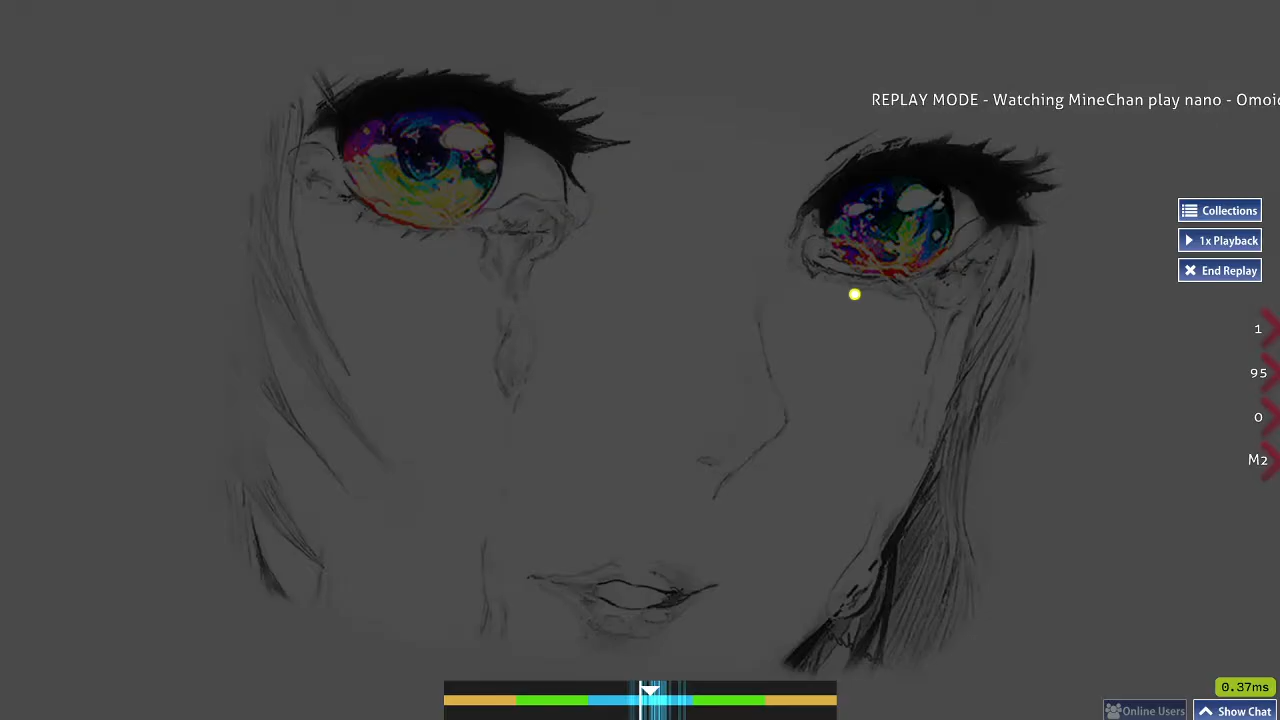 REPLAY MODE - Watching MineChan play nano - Omoi
Collections
1x Playback
End Replay
1
95
0
M2
0.37ms
Online Users
Show Chat